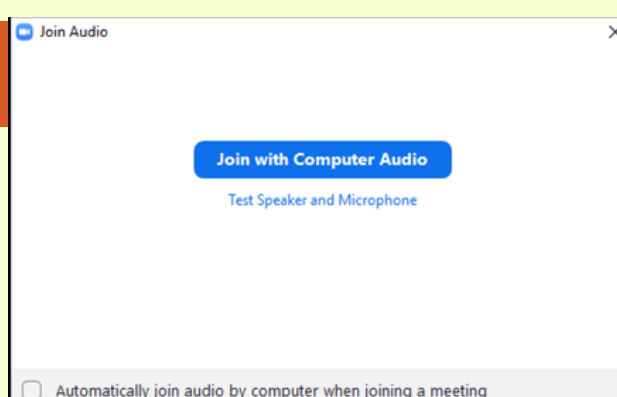 Join Audio
Join with Computer Audio
Test Speaker and Microphone
Automatically join audio by computer when joining a meeting